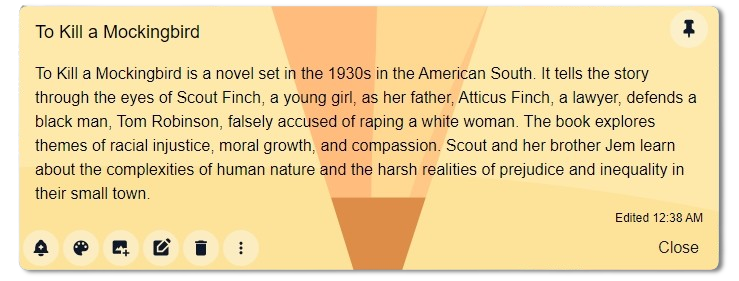 To Kill a Mockingbird
To Kill a Mockingbird is a novel set in the 1930s in the American South. It tells the story
through the eyes of Scout Finch, a young girl, as her father, Atticus Finch, a lawyer, defends a
black man, Tom Robinson, falsely accused of raping a white woman. The book explores
themes of racial injustice, moral growth, and compassion. Scout and her brother Jem learn
about the complexities of human nature and the harsh realities of prejudice and inequality in
their small town.
Edited 12:38 AM
Close